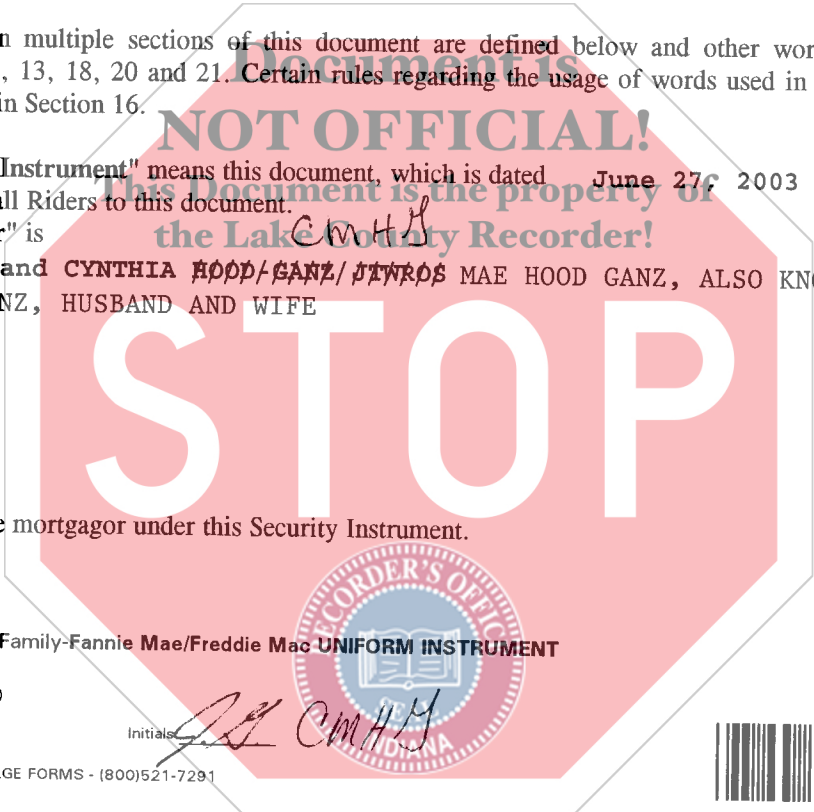 n multiple sections of this document are defined below and other wor
, 13, 18, 20 and 21. Certain rules regarding the usage of words used in
in Section 16.
Document is
NOT OFFICIAL!
This Document is the property of
the Lake County Recorder!
Instrument" means this document, which is dated June 27, 2003
ll Riders to this document.
" is
CMHG
and CYNTHIA HOOD-GANZ/ JTWROS MAE HOOD GANZ, ALSO KN
NZ, HUSBAND AND WIFE
STOP
e mortgagor under this Security Instrument.
RECORDER'S OFFICE
SEAL
INDIANA
Family-Fannie Mae/Freddie Mac UNIFORM INSTRUMENT
Initials JG CMHG
GE FORMS - (800)521-7291